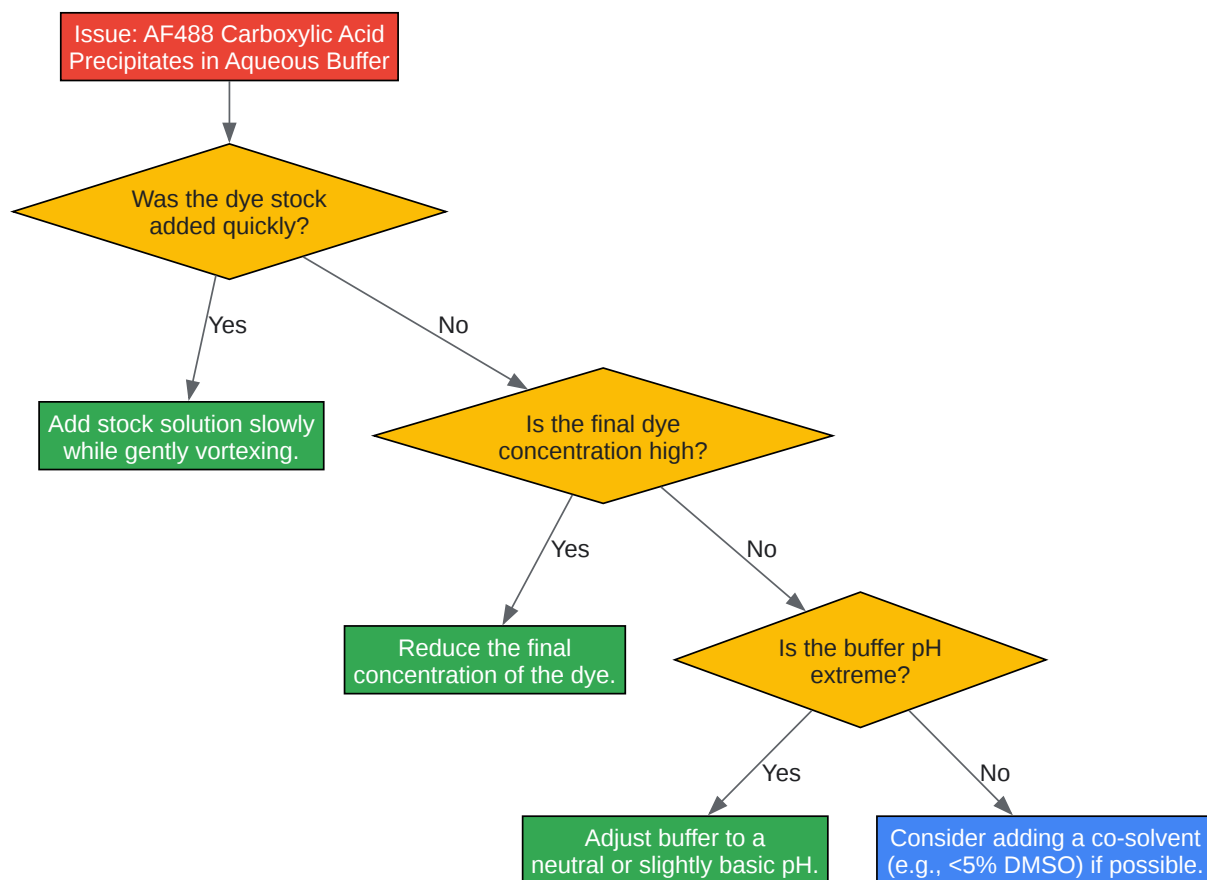 Issue: AF488 Carboxylic Acid
Precipitates in Aqueous Buffer
Was the dye stock
added quickly?
Yes
No
Add stock solution slowly
while gently vortexing.
Is the final dye
concentration high?
Yes
No
Reduce the final
concentration of the dye.
Is the buffer pH
extreme?
Yes
No
Adjust buffer to a
neutral or slightly basic pH.
Consider adding a co-solvent
(e.g., <5% DMSO) if possible.